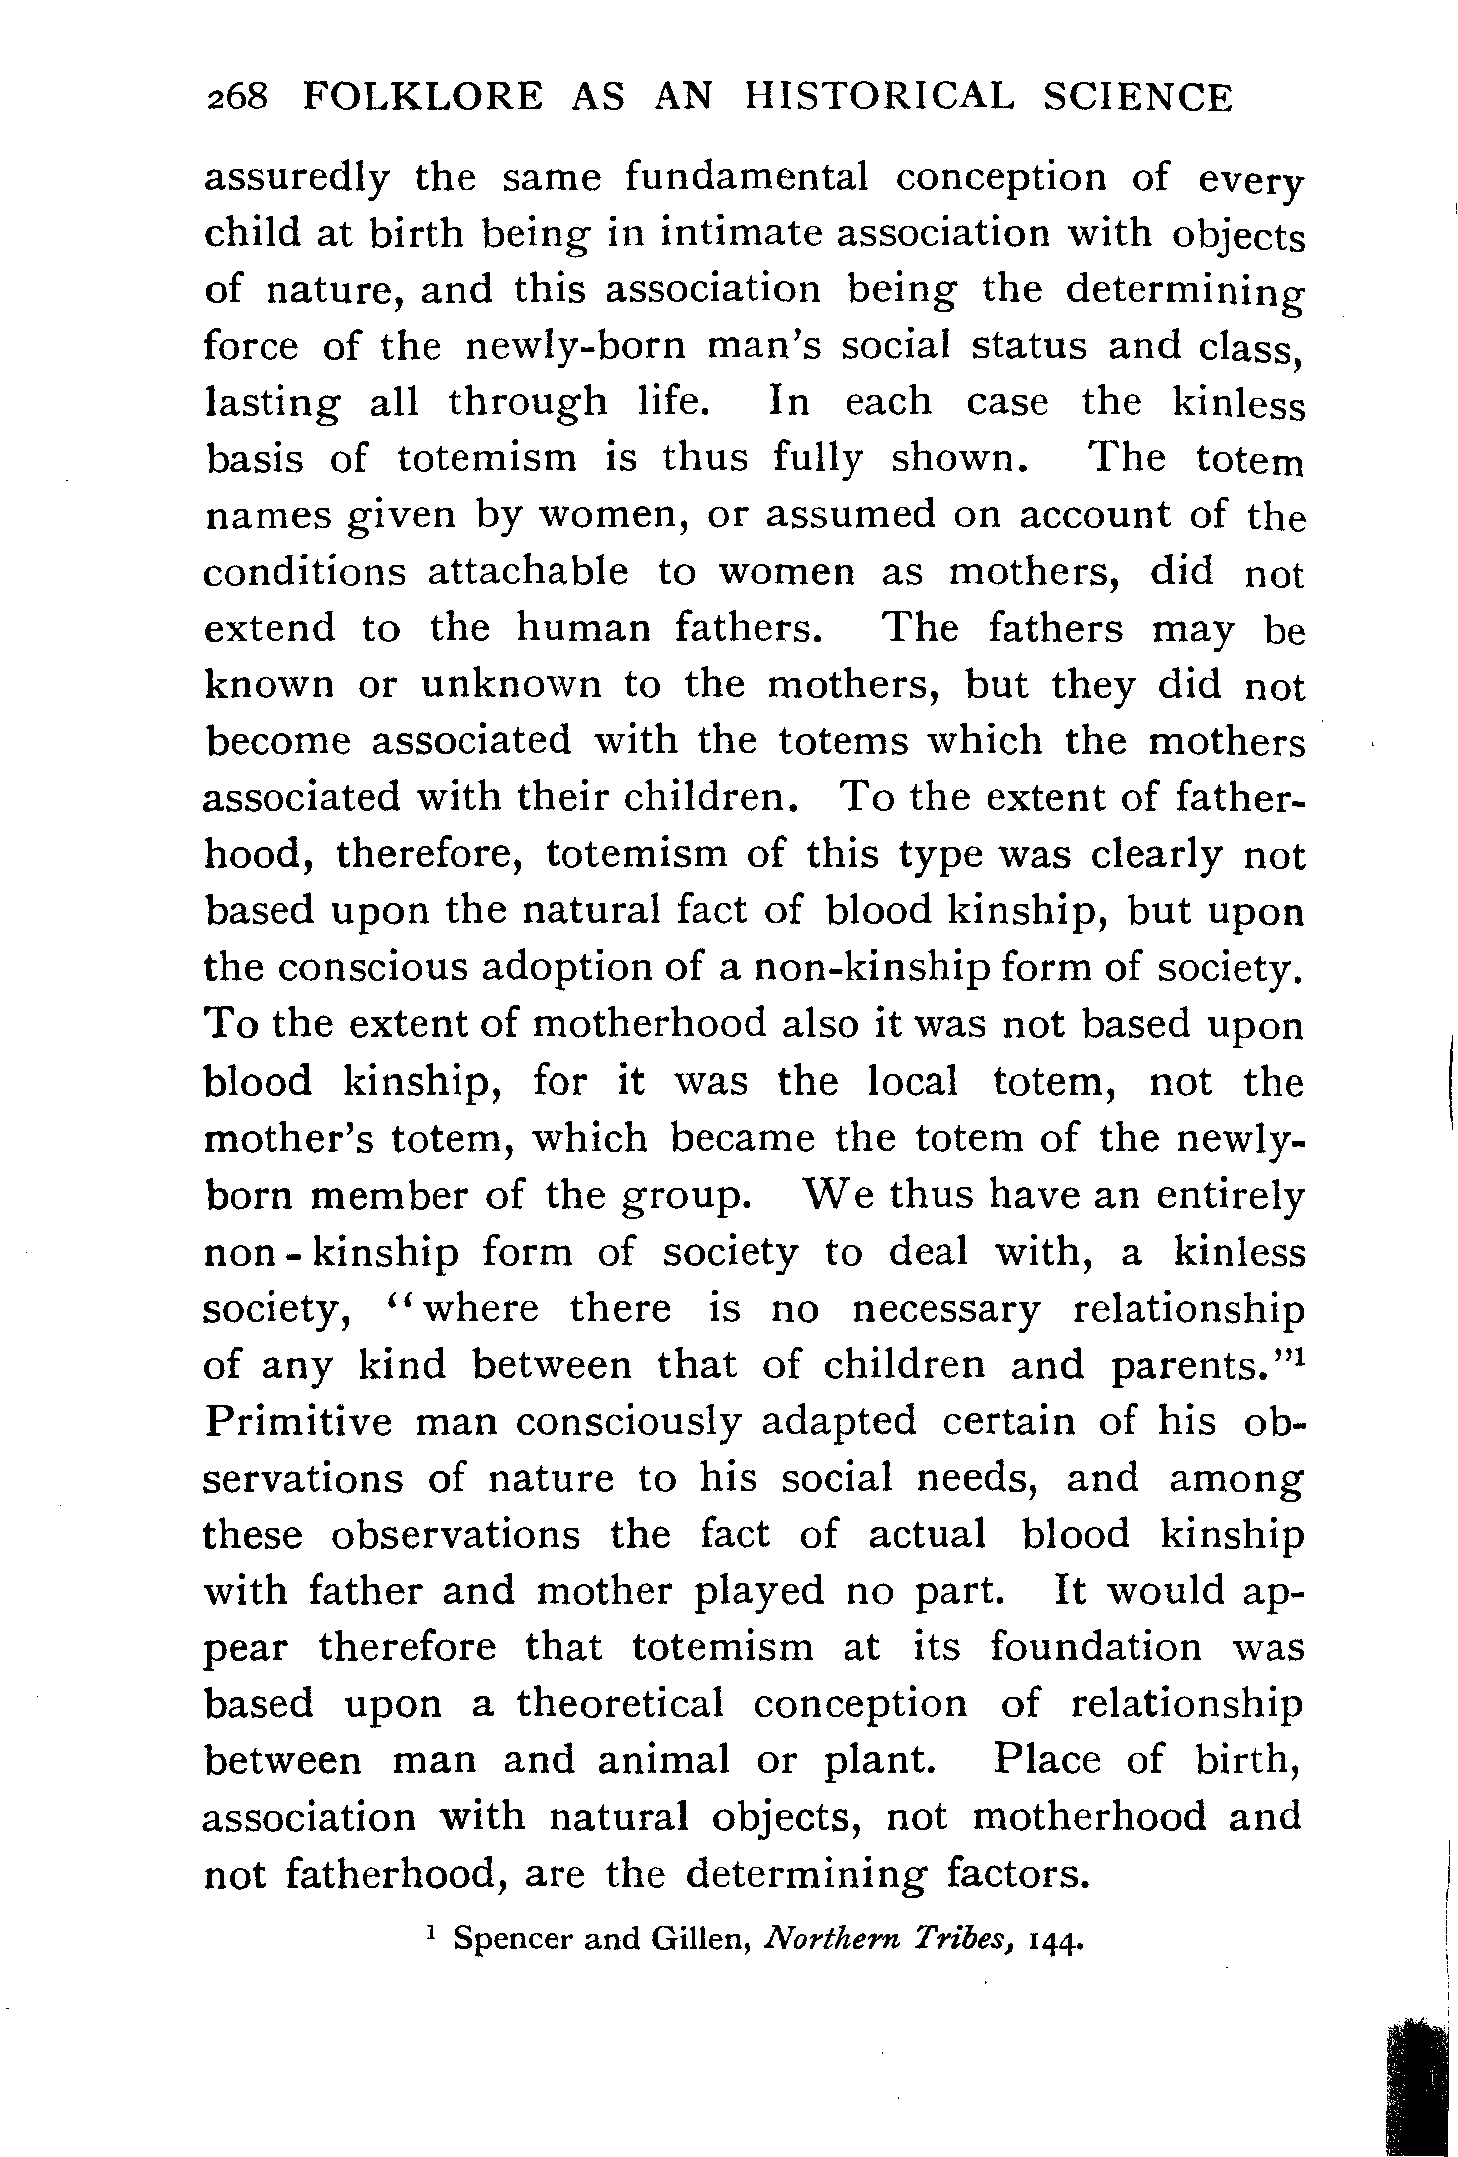 268 FOLKLORE AS AN HISTORICAL SCIENCE
assuredly the same fundamental conception of every
child at birth being in intimate association with objects
of nature, and this association being the determining
force of the newly-born man's social status and class,
lasting all through life. In each case the kinless
basis of totemism is thus fully shown. The totem
names given by women, or assumed on account of the
conditions attachable to women as mothers, did not
extend to the human fathers. The fathers may be
known or unknown to the mothers, but they did not
become associated with the totems which the mothers
associated with their children. To the extent of father-
hood, therefore, totemism of this type was clearly not
based upon the natural fact of blood kinship, but upon
the conscious adoption of a non-kinship form of society.
To the extent of motherhood also it was not based upon
blood kinship, for it was the local totem, not the
mother's totem, which became the totem of the newly-
born member of the group. We thus have an entirely
non-kinship form of society to deal with, a kinless
society, "where there is no necessary relationship
of any kind between that of children and parents."¹
Primitive man consciously adapted certain of his ob-
servations of nature to his social needs, and among
these observations the fact of actual blood kinship
with father and mother played no part. It would ap-
pear therefore that totemism at its foundation was
based upon a theoretical conception of relationship
between man and animal or plant. Place of birth,
association with natural objects, not motherhood and
not fatherhood, are the determining factors.
¹ Spencer and Gillen, Northern Tribes, 144.